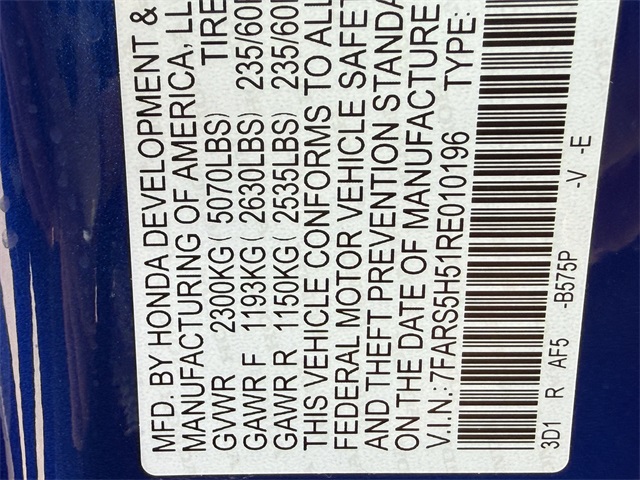 MFD. BY HONDA DEVELOPMENT &
MANUFACTURING OF AMERICA, LL
GVWR 2300KG( 5070LBS) TIRE
GAWR F 1193KG( 2630LBS) 235/60
GAWR R 1150KG( 2535LBS) 235/60
THIS VEHICLE CONFORMS TO ALL
FEDERAL MOTOR VEHICLE SAFET
AND THEFT PREVENTION STANDA
ON THE DATE OF MANUFACTURE
V.I.N.:7FARS5H51RE010196 TYPE:
3D1 R AF5 -B575P -V -E